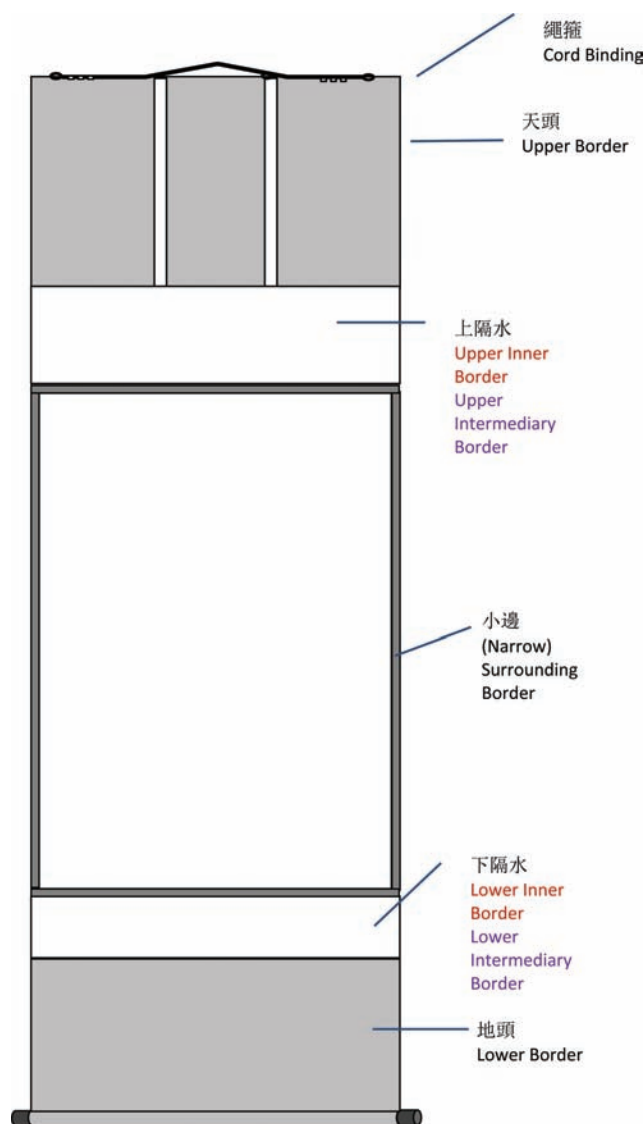 繩箍
Cord Binding
天頭
Upper Border
上隔水
Upper Inner
Border
Upper
Intermediary
Border
小邊
(Narrow)
Surrounding
Border
下隔水
Lower Inner
Border
Lower
Intermediary
Border
地頭
Lower Border